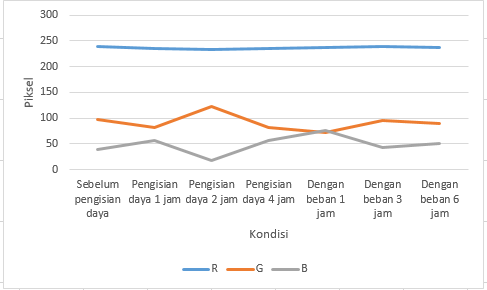 300
250
200
150
100
50
0
Piksel
Sebelum
pengisian
daya
Pengisian
daya 1 jam
Pengisian
daya 2 jam
Pengisian
daya 4 jam
Dengan
beban 1
jam
Dengan
beban 3
jam
Dengan
beban 6
jam
Kondisi
R G B